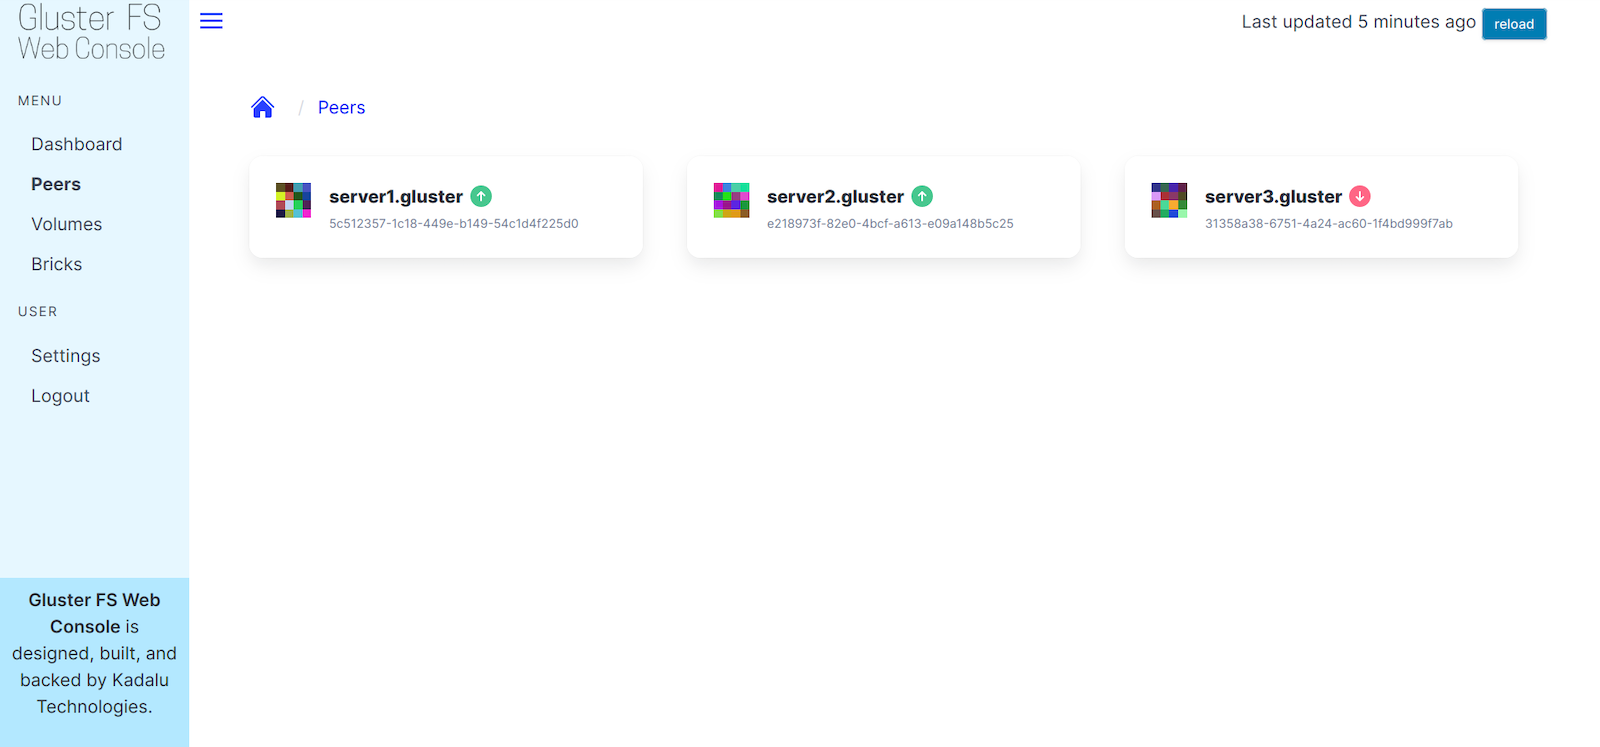 Gluster FS
Web Console
MENU
Dashboard
Peers
Volumes
Bricks
USER
Settings
Logout
Gluster FS Web
Console is
designed, built, and
backed by Kadalu
Technologies.
Last updated 5 minutes ago reload
/ Peers
server1.gluster
5c512357-1c18-449e-b149-54c1d4f225d0
server2.gluster
e218973f-82e0-4bcf-a613-e09a148b5c25
server3.gluster
31358a38-6751-4a24-ac60-1f4bd999f7ab